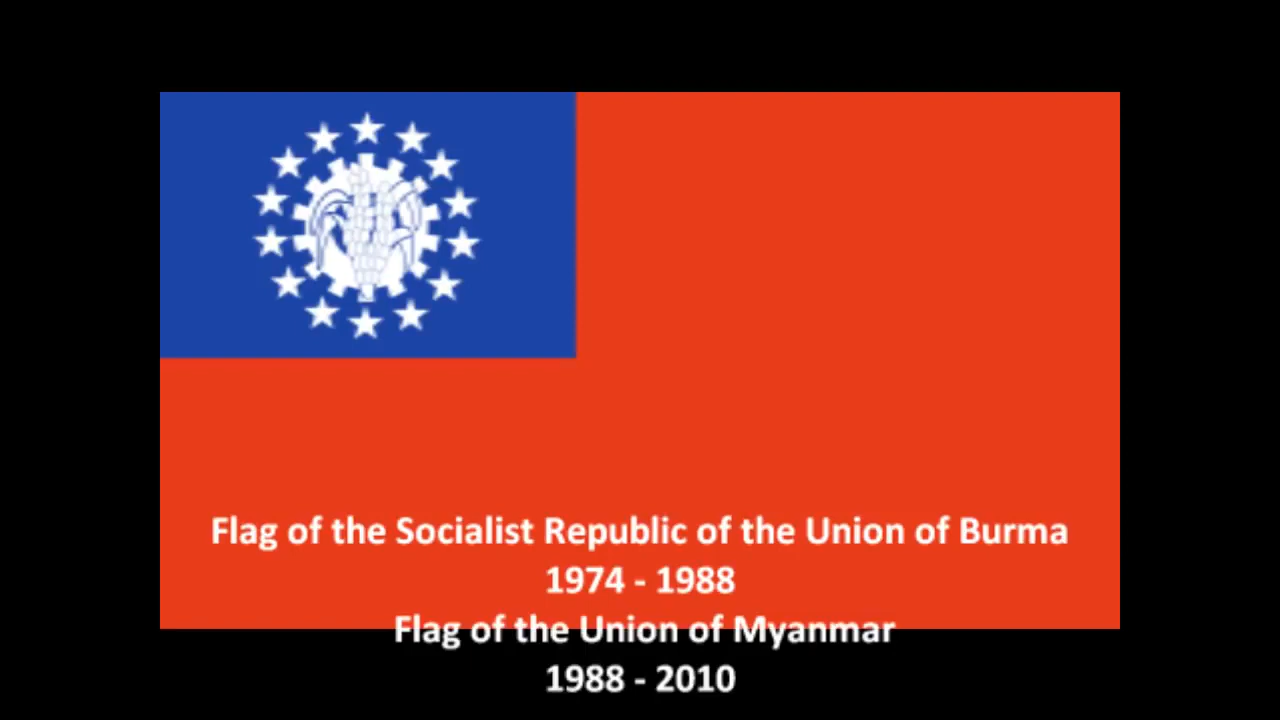 Flag of the Socialist Republic of the Union of Burma
1974 - 1988
Flag of the Union of Myanmar
1988 - 2010